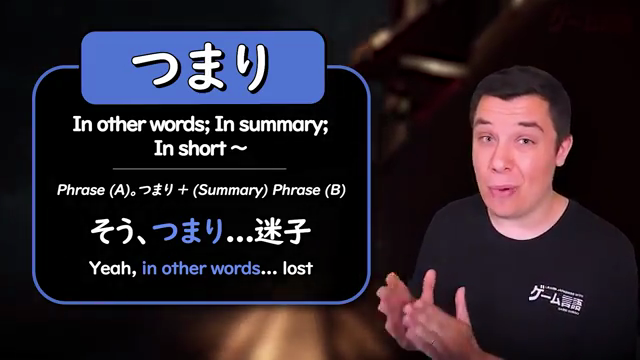 つまり
In other words; In summary;
In short ～
Phrase (A)。つまり + (Summary) Phrase (B)
そう、つまり...迷子
Yeah, in other words... lost
ゲーム言語